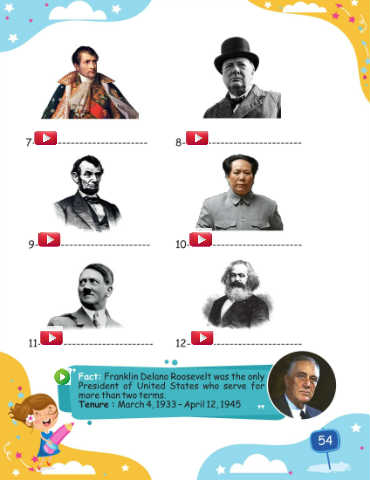 7-
8-
9-
10-
11-
12-
Fact: Franklin Delano Roosevelt was the only
President of United States who serve for
more than two terms.
Tenure : March 4, 1933 – April 12, 1945
54